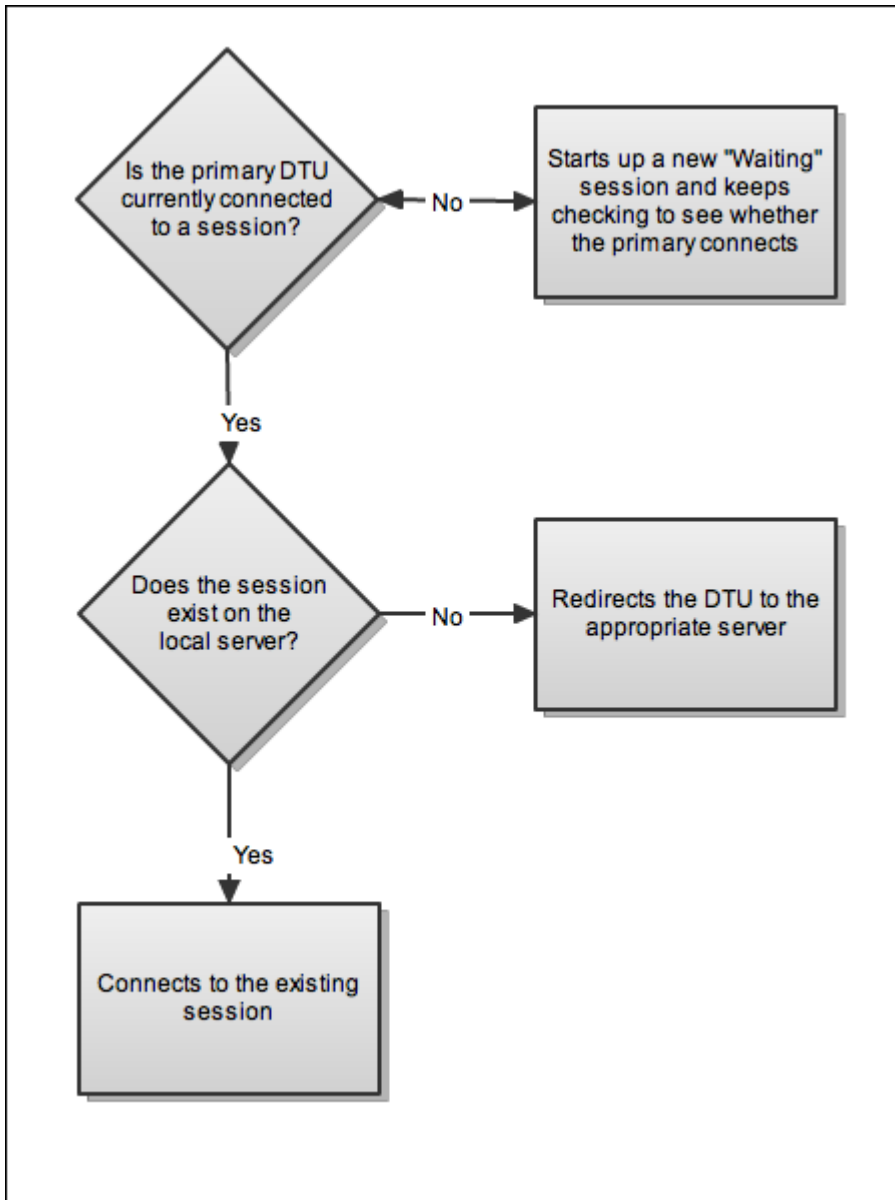 Is the primary DTU
currently connected
to a session?
No
Starts up a new "Waiting"
session and keeps
checking to see whether
the primary connects
Yes
Does the session
exist on the
local server?
No
Redirects the DTU to the
appropriate server
Yes
Connects to the existing
session